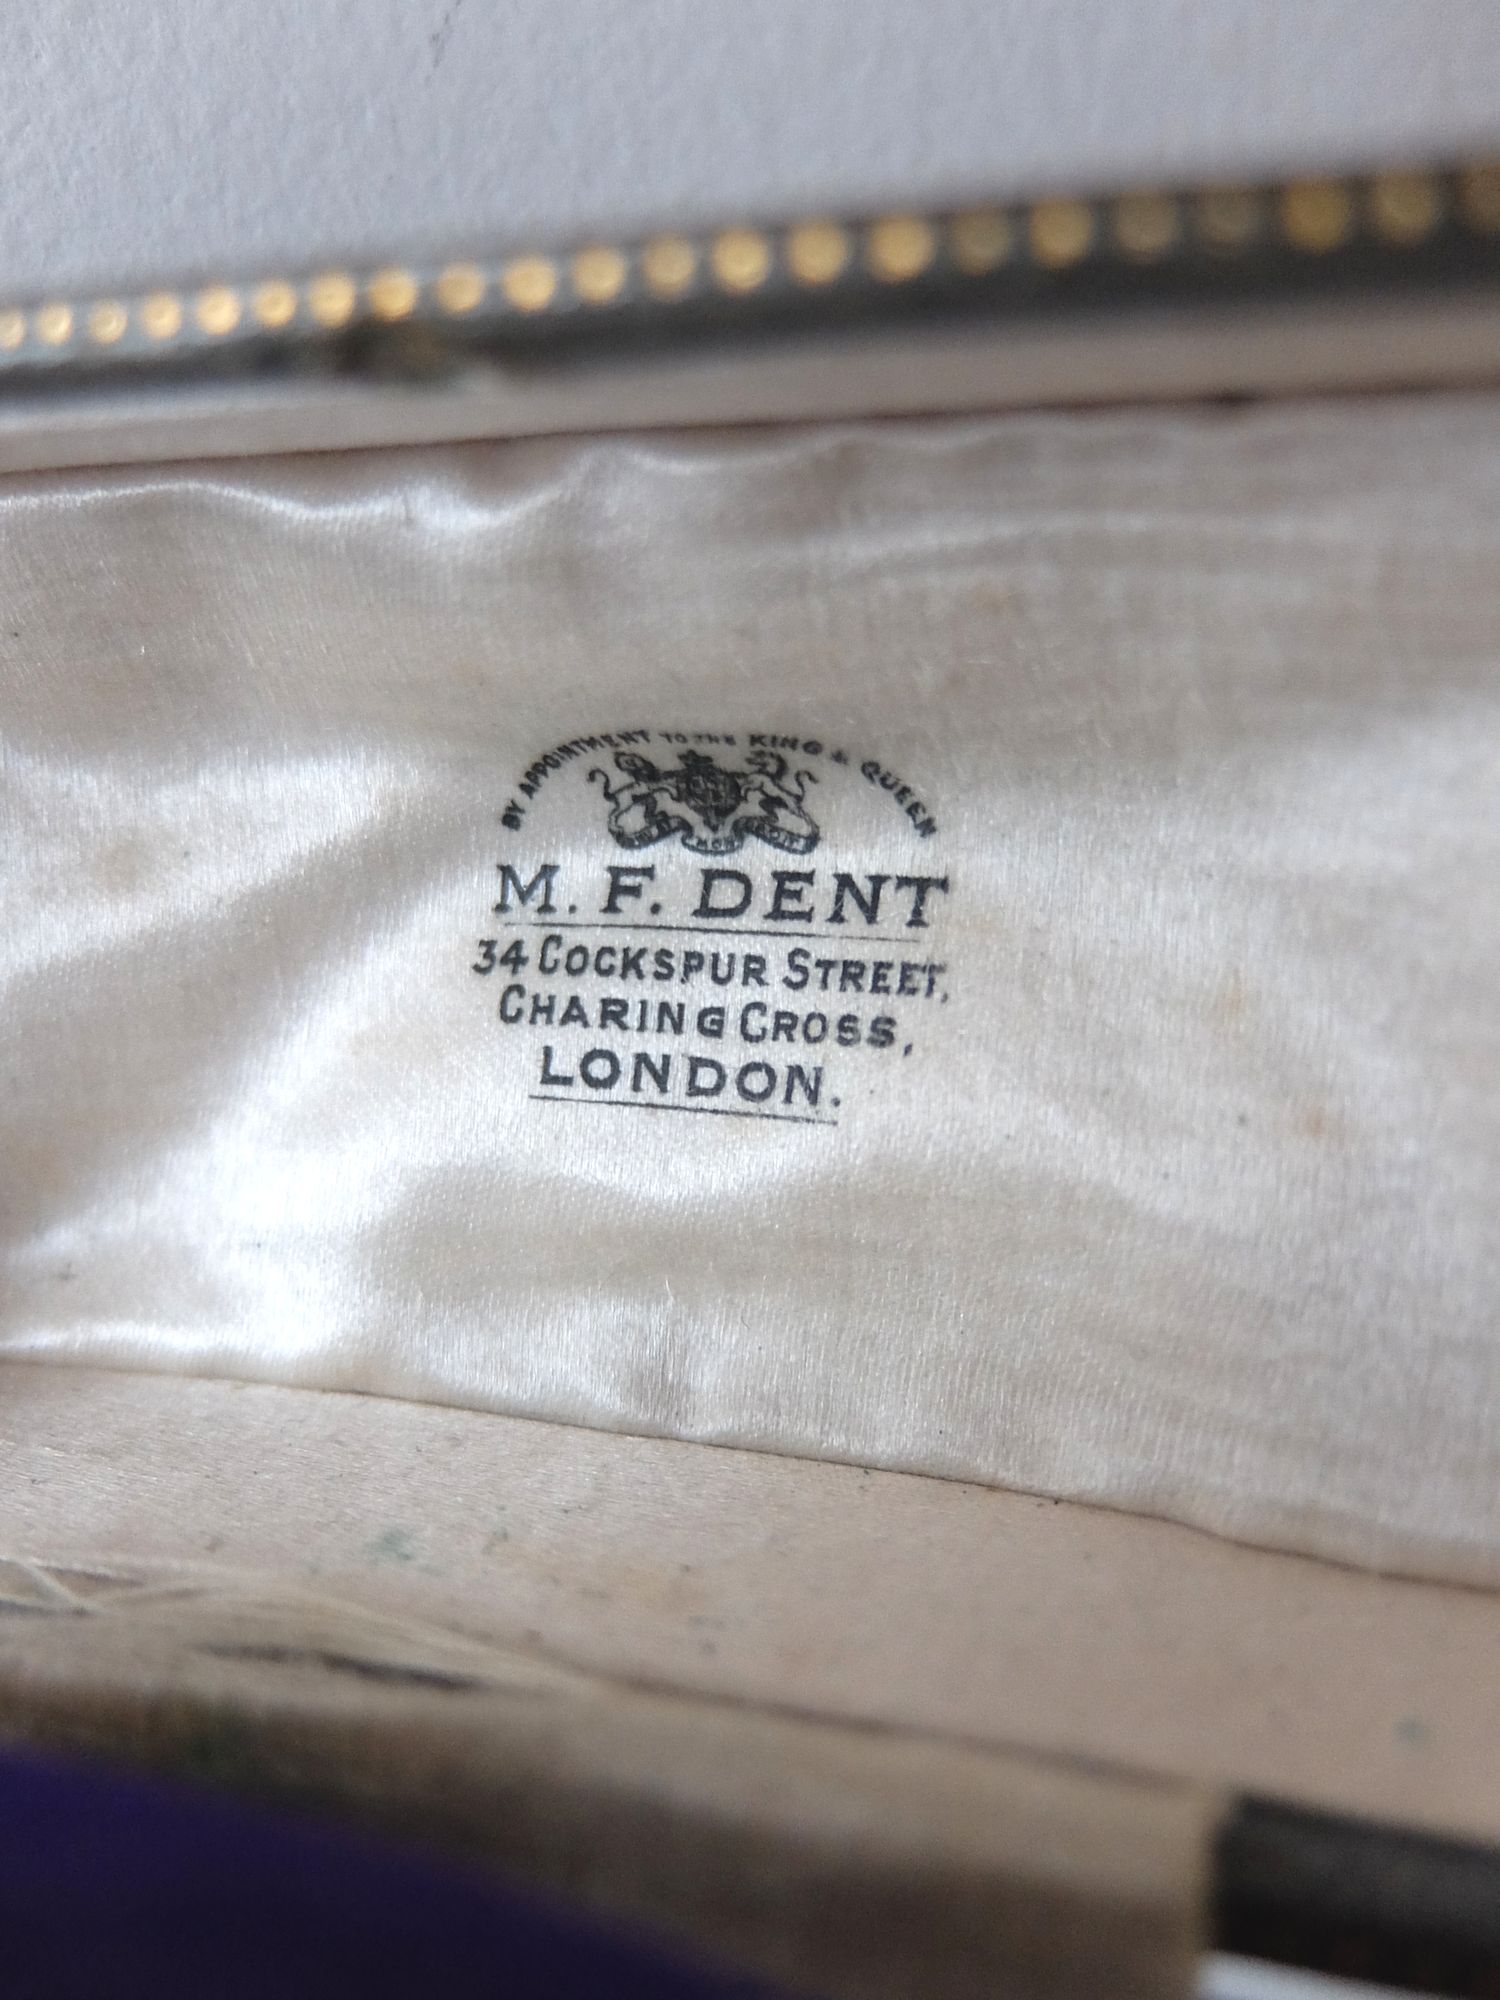 BY APPOINTMENT TO THE KING & QUEEN
M. F. DENT
34 COCKSPUR STREET,
CHARING CROSS,
LONDON.